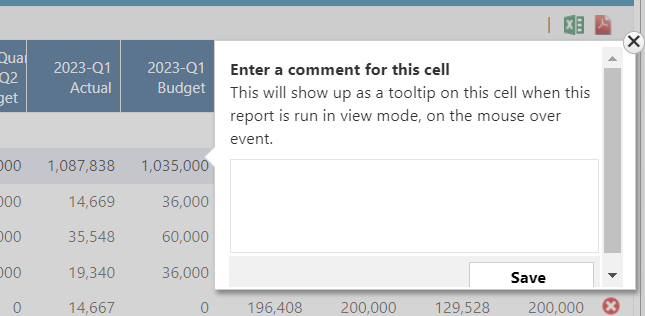 Quar
Q2
get
2023-Q1
Actual
2023-Q1
Budget
Enter a comment for this cell
This will show up as a tooltip on this cell when this
report is run in view mode, on the mouse over
event.
000 1,087,838 1,035,000
000 14,669 36,000
000 35,548 60,000
000 19,340 36,000
Save
0 14,667 0 196,408 200,000 129,528 200,000